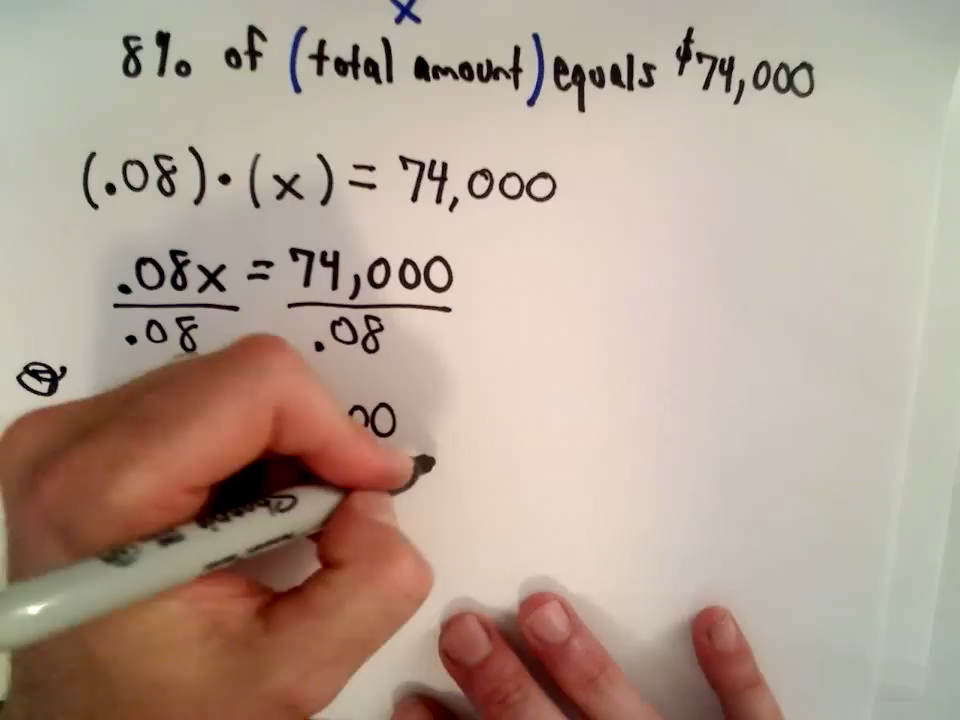 x
8% of (total amount) equals $74,000
(.08)·(x) = 74,000
.08x = 74,000
.08 .08
00